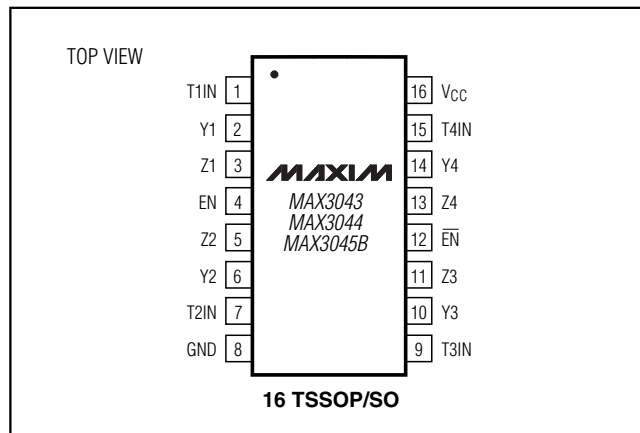 TOP VIEW
T1IN 1
Y1 2
Z1 3
EN 4
Z2 5
Y2 6
T2IN 7
GND 8
MAXIM
MAX3043
MAX3044
MAX3045B
16 VCC
15 T4IN
14 Y4
13 Z4
12 E̅N̅
11 Z3
10 Y3
9 T3IN
16 TSSOP/SO